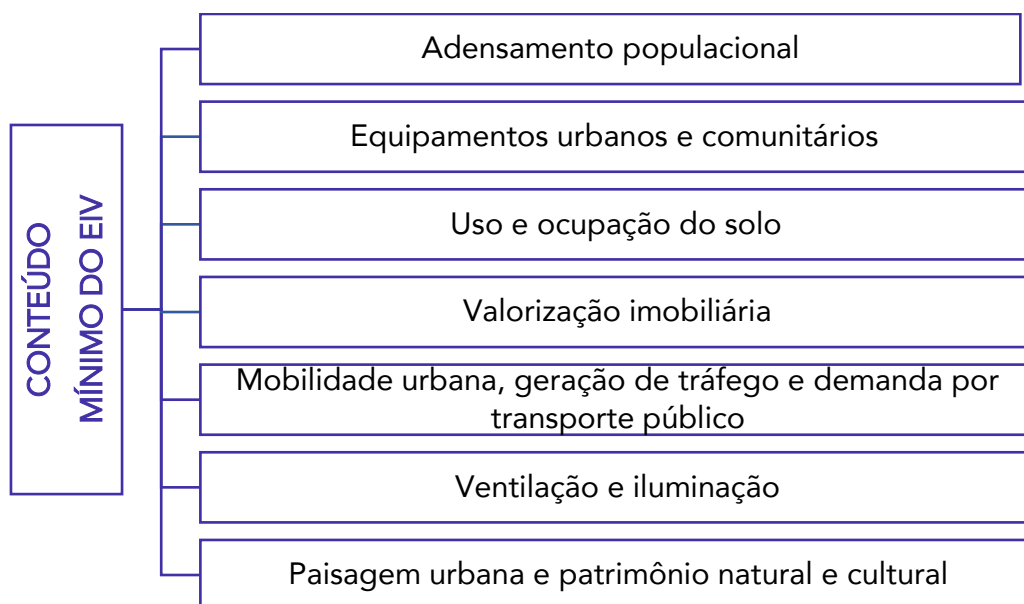 CONTEÚDO
MÍNIMO DO EIV
Adensamento populacional
Equipamentos urbanos e comunitários
Uso e ocupação do solo
Valorização imobiliária
Mobilidade urbana, geração de tráfego e demanda por
transporte público
Ventilação e iluminação
Paisagem urbana e patrimônio natural e cultural